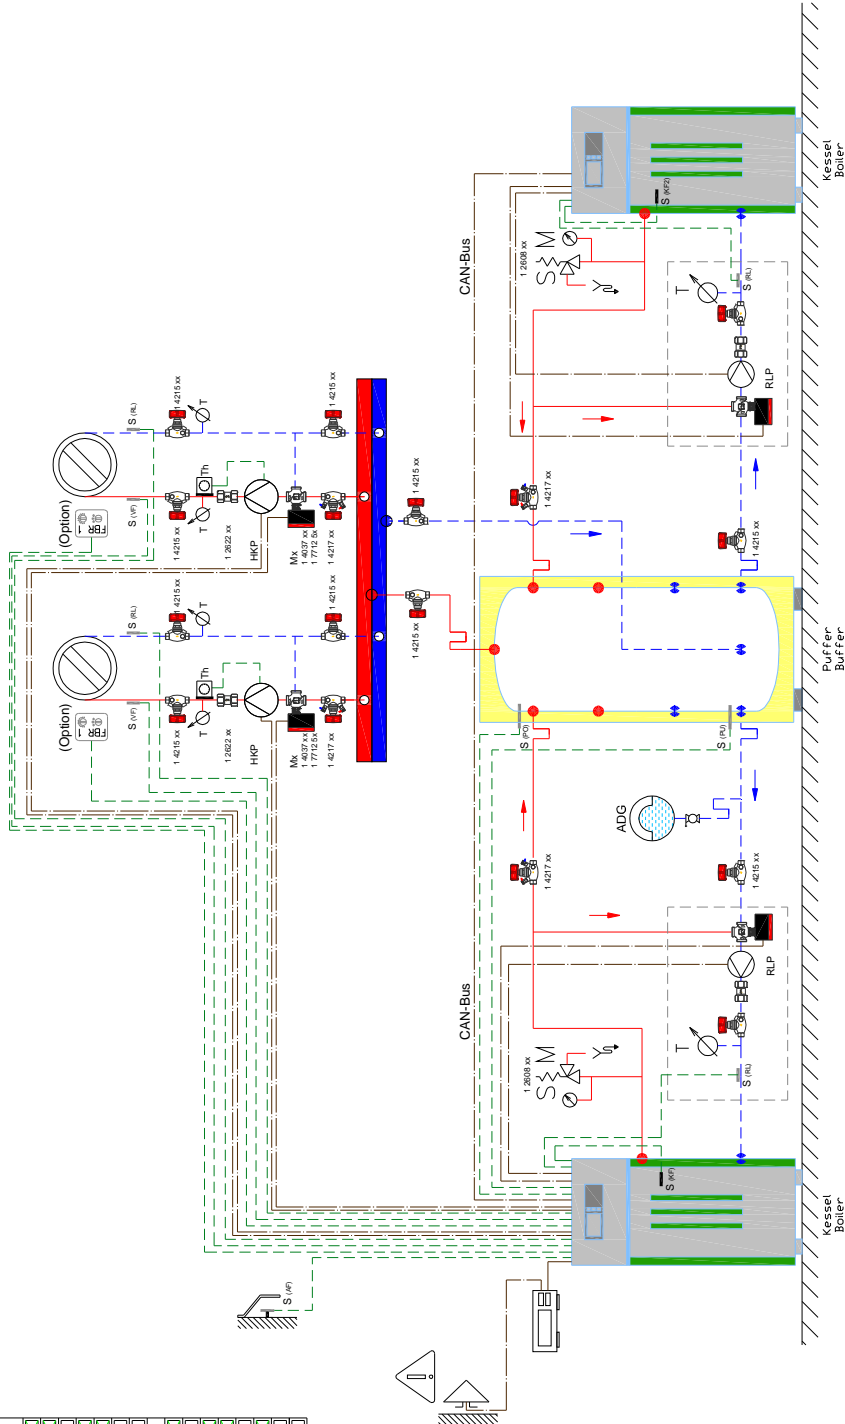 (Option)
FBR 1
(Option)
FBR 1
S (VF)
S (RL)
S (VF)
S (RL)
1 4215 xx
1 4215 xx
1 4215 xx
1 4215 xx
T
Th
T
T
Th
T
1 2622 xx
1 2622 xx
HKP
HKP
Mx
1 4037 xx
1 7712 5x
1 4217 xx
1 4215 xx
Mx
1 4037 xx
1 7712 5x
1 4217 xx
1 4215 xx
S (AF)
1 4215 xx
1 4215 xx
CAN-Bus
CAN-Bus
1 2608 xx
S
M
1 4217 xx
S (PO)
1 4217 xx
1 2608 xx
S
M
ADG
S (KF)
S (KF2)
T
T
S (PU)
S (RL)
S (RL)
RLP
1 4215 xx
1 4215 xx
RLP
Kessel
Boiler
Puffer
Buffer
Kessel
Boiler